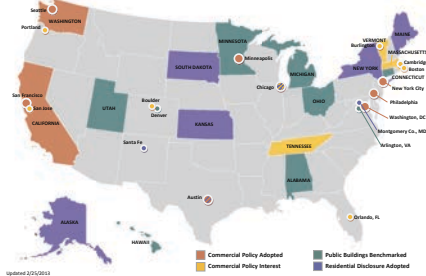 Seattle
WASHINGTON
Portland
MINNESOTA
Minneapolis
SOUTH DAKOTA
MICHIGAN
VERMONT
Burlington
MAINE
MASSACHUSETTS
Cambridge
Boston
CONNECTICUT
NEW YORK
New York City
Philadelphia
Washington, DC
Montgomery Co., MD
Arlington, VA
Chicago
OHIO
San Francisco
San Jose
CALIFORNIA
UTAH
Boulder
Denver
KANSAS
Santa Fe
TENNESSEE
ALABAMA
Austin
Orlando, FL
ALASKA
HAWAII
Commercial Policy Adopted
Commercial Policy Interest
Public Buildings Benchmarked
Residential Disclosure Adopted
Updated 2/25/2013